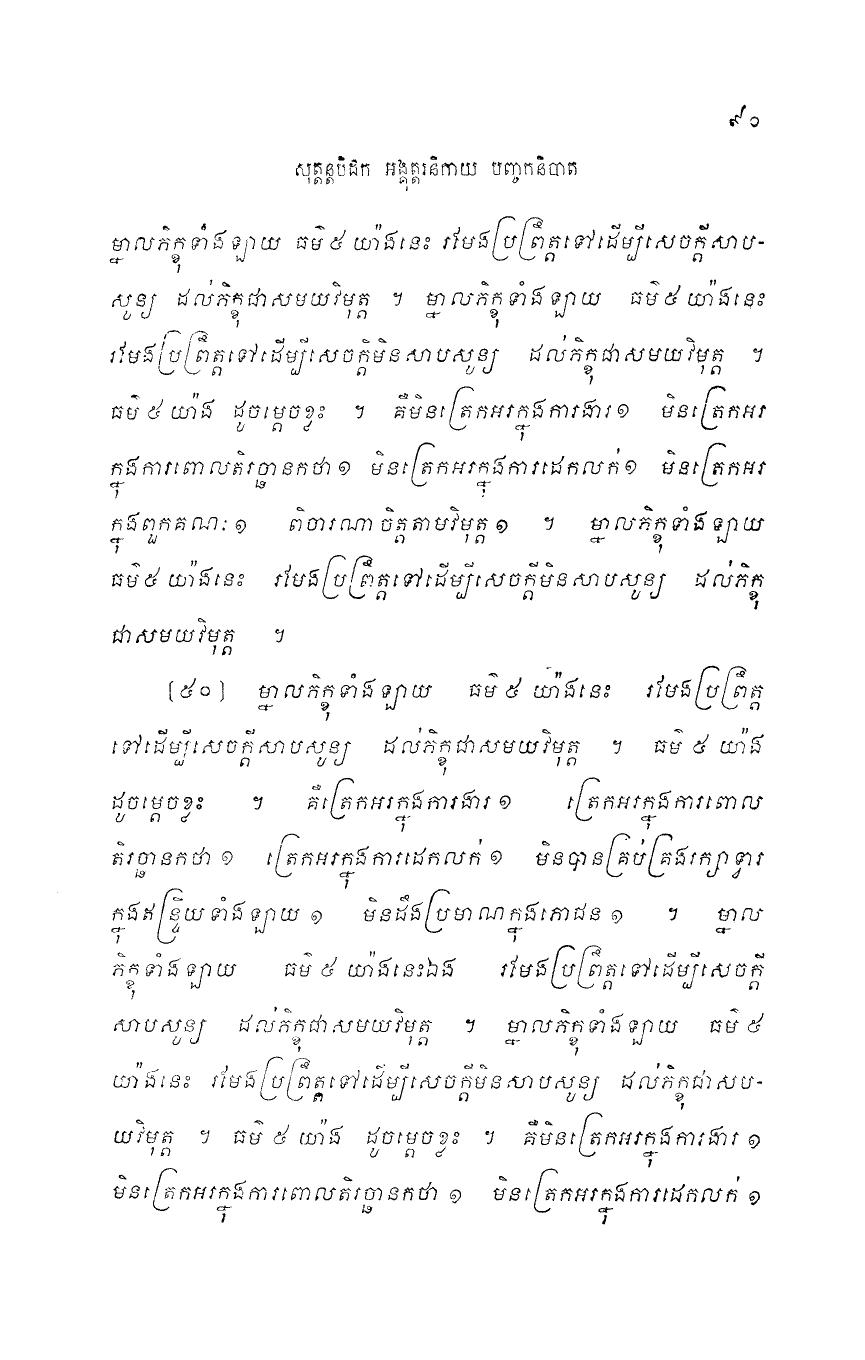 ៩០
សុត្តន្តបិដក អង្គុត្តរនិកាយ បញ្ចកនិបាត
ម្នាលភិក្ខុទាំងឡាយ ធម៌ ៥ យ៉ាងនេះ រមែងប្រព្រឹត្តទៅដើម្បីសេចក្តីសាប-
សូន្យ ដល់ភិក្ខុជាសមយវិមុត្ត ។ ម្នាលភិក្ខុទាំងឡាយ ធម៌ ៥ យ៉ាងនេះ
រមែងប្រព្រឹត្តទៅដើម្បីសេចក្តីមិនសាបសូន្យ ដល់ភិក្ខុជាសមយវិមុត្ត ។
ធម៌ ៥ យ៉ាង ដូចម្តេចខ្លះ ។ គឺមិនត្រេកអរក្នុងការងារ ១ មិនត្រេកអរ
ក្នុងការពោលតិរច្ឆានកថា ១ មិនត្រេកអរក្នុងការដេកលក់ ១ មិនត្រេកអរ
ក្នុងពួកគណៈ ១ ពិចារណាចិត្តតាមវិមុត្ត ១ ។ ម្នាលភិក្ខុទាំងឡាយ
ធម៌ ៥ យ៉ាងនេះ រមែងប្រព្រឹត្តទៅដើម្បីសេចក្តីមិនសាបសូន្យ ដល់ភិក្ខុ
ជាសមយវិមុត្ត ។
(៥០) ម្នាលភិក្ខុទាំងឡាយ ធម៌ ៥ យ៉ាងនេះ រមែងប្រព្រឹត្ត
ទៅដើម្បីសេចក្តីសាបសូន្យ ដល់ភិក្ខុជាសមយវិមុត្ត ។ ធម៌ ៥ យ៉ាង
ដូចម្តេចខ្លះ ។ គឺត្រេកអរក្នុងការងារ ១ ត្រេកអរក្នុងការពោល
តិរច្ឆានកថា ១ ត្រេកអរក្នុងការដេកលក់ ១ មិនបានគ្រប់គ្រងរក្សាទ្វារ
ក្នុងឥន្ទ្រិយទាំងឡាយ ១ មិនដឹងប្រមាណក្នុងភោជន ១ ។ ម្នាល
ភិក្ខុទាំងឡាយ ធម៌ ៥ យ៉ាងនេះឯង រមែងប្រព្រឹត្តទៅដើម្បីសេចក្តី
សាបសូន្យ ដល់ភិក្ខុជាសមយវិមុត្ត ។ ម្នាលភិក្ខុទាំងឡាយ ធម៌ ៥
យ៉ាងនេះ រមែងប្រព្រឹត្តទៅដើម្បីសេចក្តីមិនសាបសូន្យ ដល់ភិក្ខុជាសប-
យវិមុត្ត ។ ធម៌ ៥ យ៉ាង ដូចម្តេចខ្លះ ។ គឺមិនត្រេកអរក្នុងការងារ ១
មិនត្រេកអរក្នុងការពោលតិរច្ឆានកថា ១ មិនត្រេកអរក្នុងការដេកលក់ ១